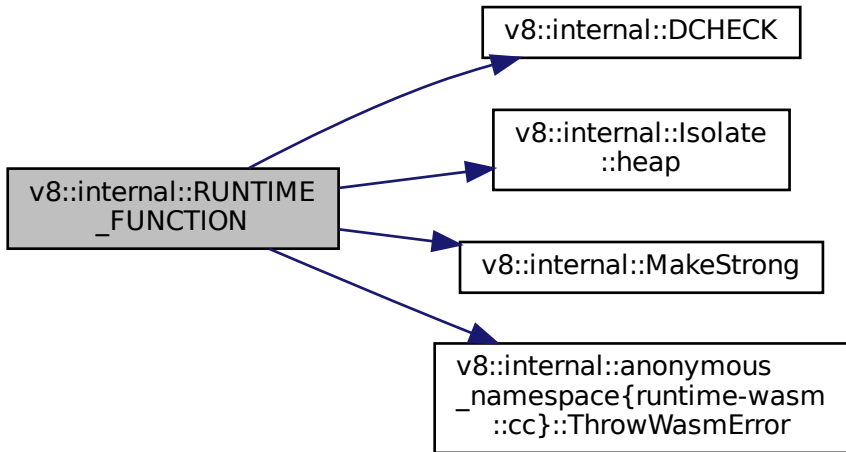 v8::internal::RUNTIME
_FUNCTION
v8::internal::DCHECK
v8::internal::Isolate
::heap
v8::internal::MakeStrong
v8::internal::anonymous
_namespace{runtime-wasm
::cc}::ThrowWasmError